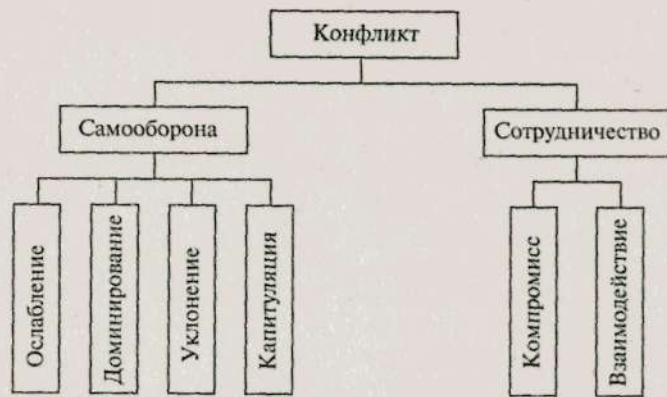 Конфликт
Самооборона
Сотрудничество
Ослабление
Доминирование
Уклонение
Капитуляция
Компромисс
Взаимодействие